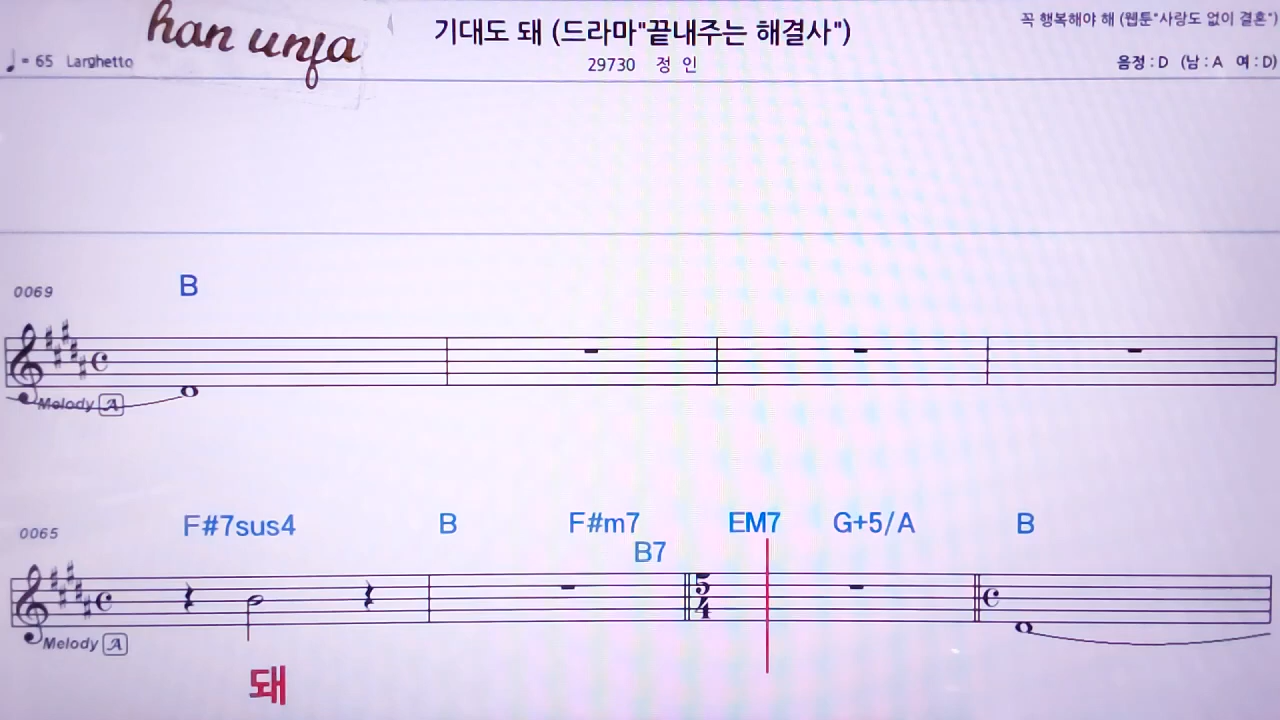 han unfa
기대도 돼 (드라마"끝내주는 해결사")
꼭 행복해야 해 (웹툰"사랑도 없이 결혼")
♩= 65 Larghetto
29730 정 인
음정 : D (남 : A 여 : D)
0069 B
Melody A
0065 F#7sus4 B F#m7 EM7 G+5/A B
B7
5
4
Melody A
돼